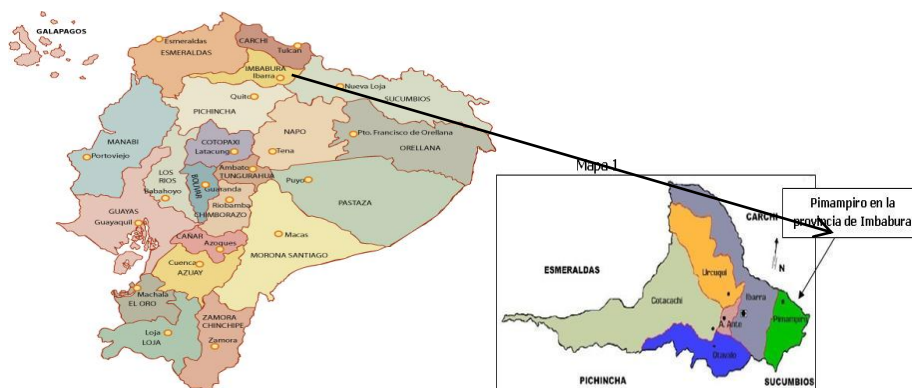 GALAPAGOS
Esmeraldas
ESMERALDAS
CARCHI
Tulcan
IMBABURA
Ibarra
Nueva Loja
SUCUMBIOS
Quito
PICHINCHA
MANABI
Portoviejo
COTOPAXI
Latacung
NAPO
Tena
Pto. Francisco de Orellana
ORELLANA
LOS
RIOS
Babahoyo
BOLIVAR
Ambato
TUNGURAHUA
Guaranda
Riobamba
CHIMBORAZO
Puyo
PASTAZA
GUAYAS
Guayaquil
CAÑAR
Azogues
Macas
MORONA SANTIAGO
Cuenca
AZUAY
Machala
EL ORO
Loja
LOJA
ZAMORA
CHINCHIPE
Zamora
Mapa 1
Pimampiro en la
provincia de Imbabura
CARCHI
N
ESMERALDAS
Urcuqui
Cotacachi
Ibarra
A. Ante
Pimampiro
Otavalo
PICHINCHA
SUCUMBIOS